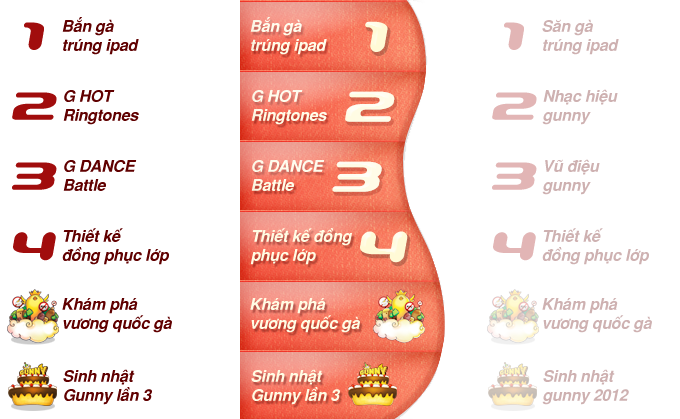 1 Bắn gà
trúng ipad
2 G HOT
Ringtones
3 G DANCE
Battle
4 Thiết kế
đồng phục lớp
Khám phá
vương quốc gà
GUNNY
Sinh nhật
Gunny lần 3
Bắn gà
trúng ipad 1
G HOT
Ringtones 2
G DANCE
Battle 3
Thiết kế đồng
phục lớp 4
Khám phá
vương quốc gà
Sinh nhật
Gunny lần 3
GUNNY
1 Săn gà
trúng ipad
2 Nhạc hiệu
gunny
3 Vũ điệu
gunny
4 Thiết kế
đồng phục lớp
Khám phá
vương quốc gà
GUNNY
Sinh nhật
gunny 2012